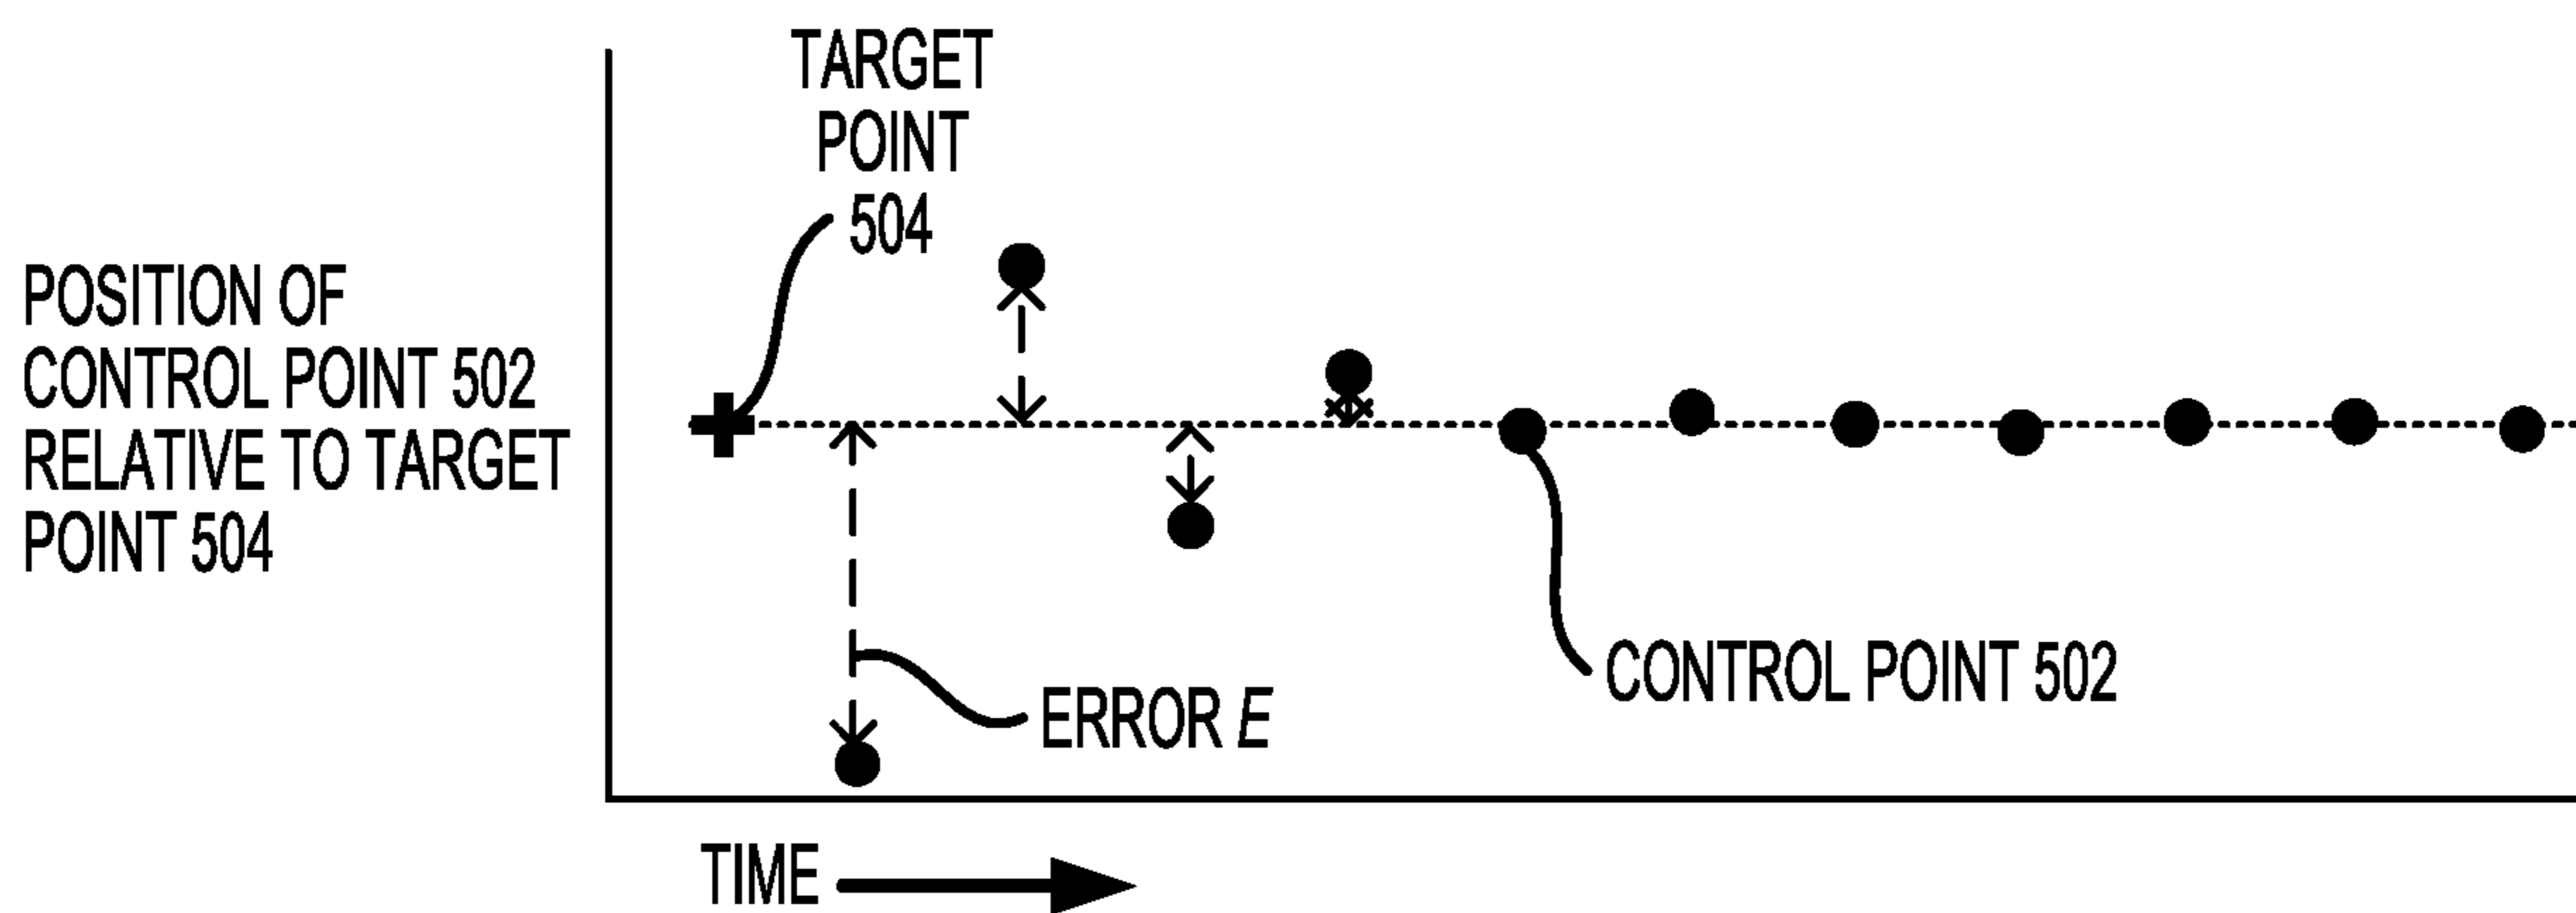 TARGET
POINT
504
POSITION OF
CONTROL POINT 502
RELATIVE TO TARGET
POINT 504
CONTROL POINT 502
ERROR E
TIME